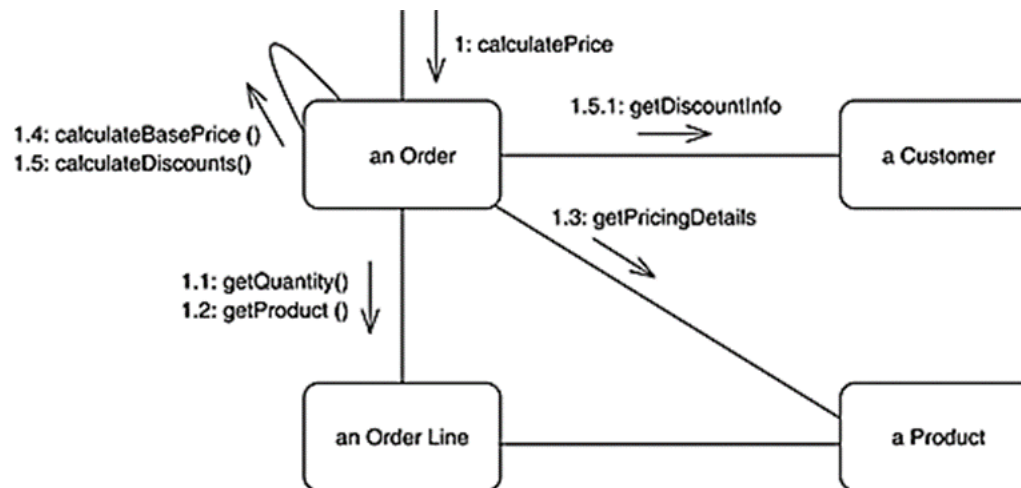 1: calculatePrice
1.5.1: getDiscountInfo
1.4: calculateBasePrice ()
1.5: calculateDiscounts()
an Order
a Customer
1.3: getPricingDetails
1.1: getQuantity()
1.2: getProduct ()
an Order Line
a Product